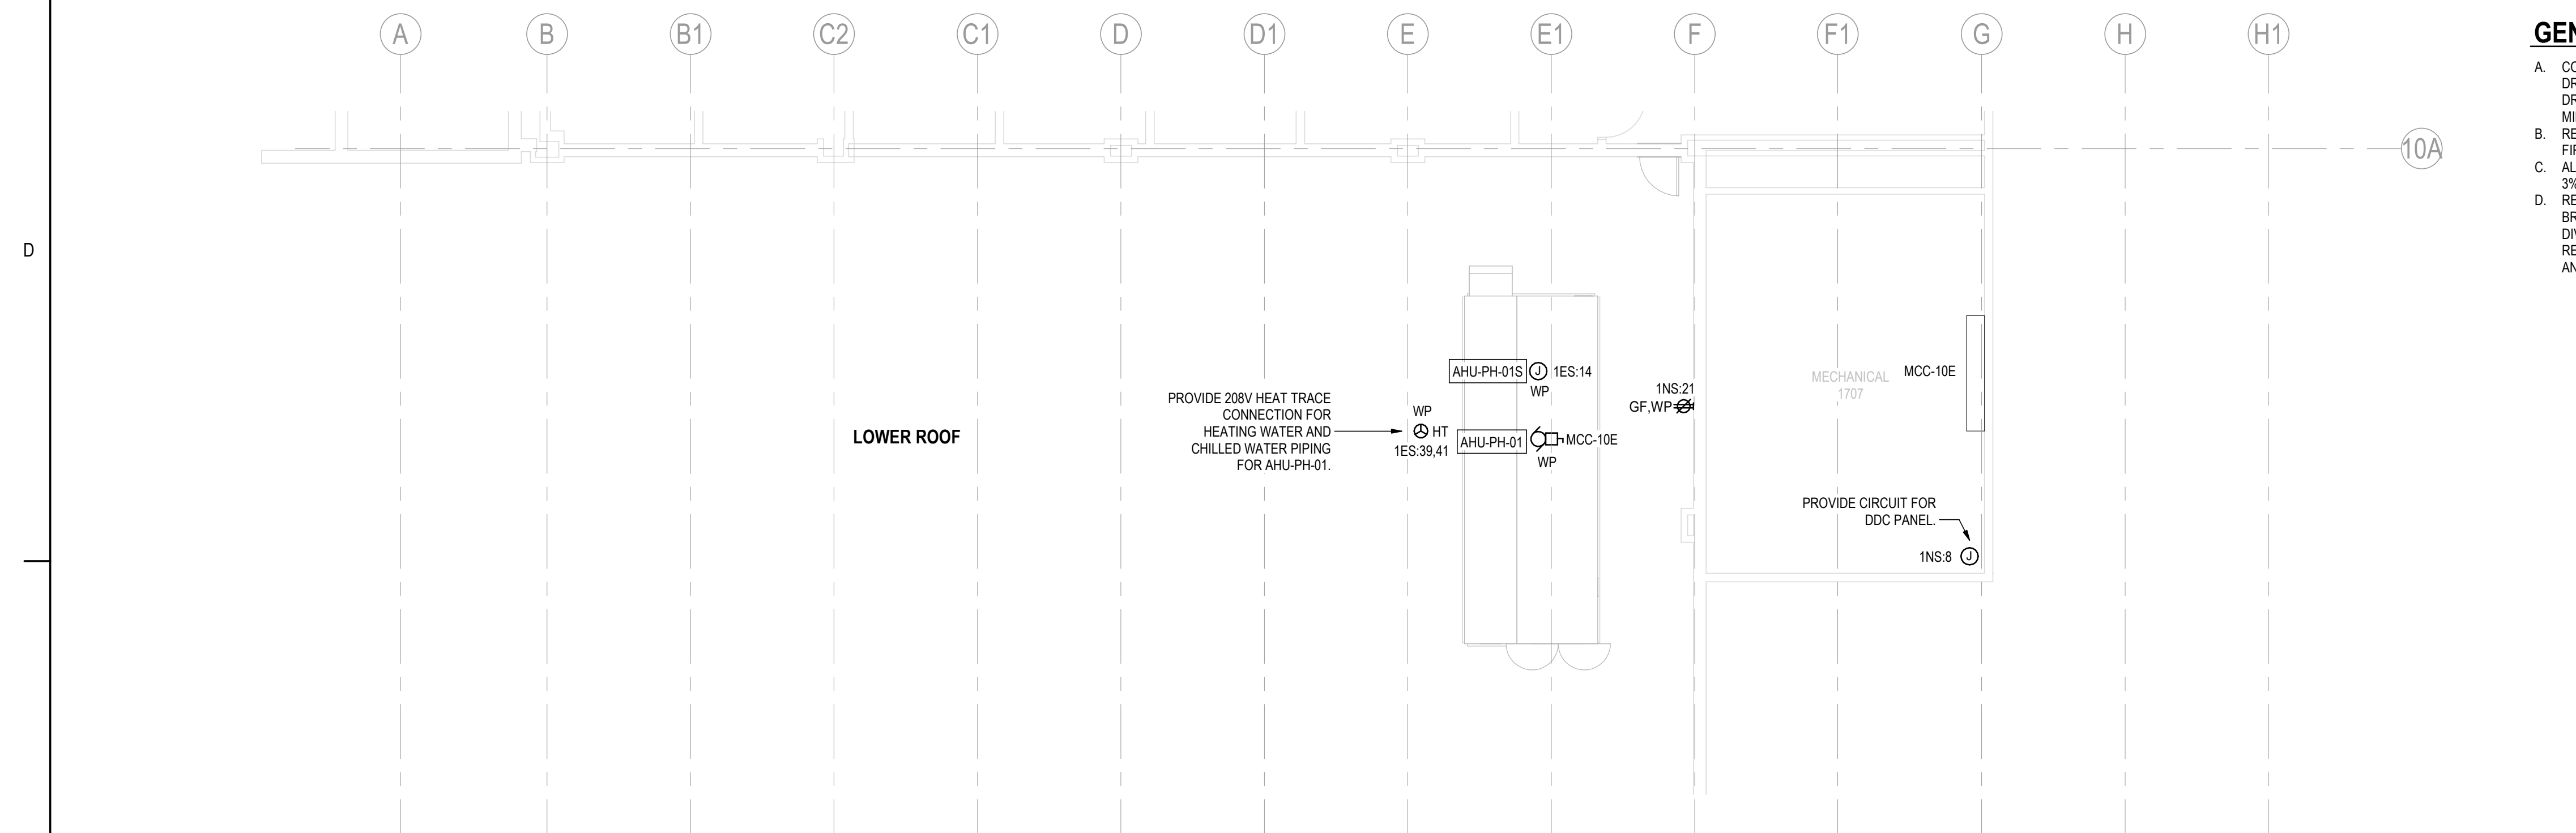 A B B1 C2 C1 D D1 E E1 F F1 G H H1
10A
D
LOWER ROOF
PROVIDE 208V HEAT TRACE
CONNECTION FOR
HEATING WATER AND
CHILLED WATER PIPING
FOR AHU-PH-01.
WP
HT
1ES:39,41
AHU-PH-01S
J
1ES:14
WP
AHU-PH-01
MCC-10E
WP
1NS:21
GF,WP
MECHANICAL
1707
MCC-10E
PROVIDE CIRCUIT FOR
DDC PANEL.
1NS:8
J
A.
B.
C.
3%
D.